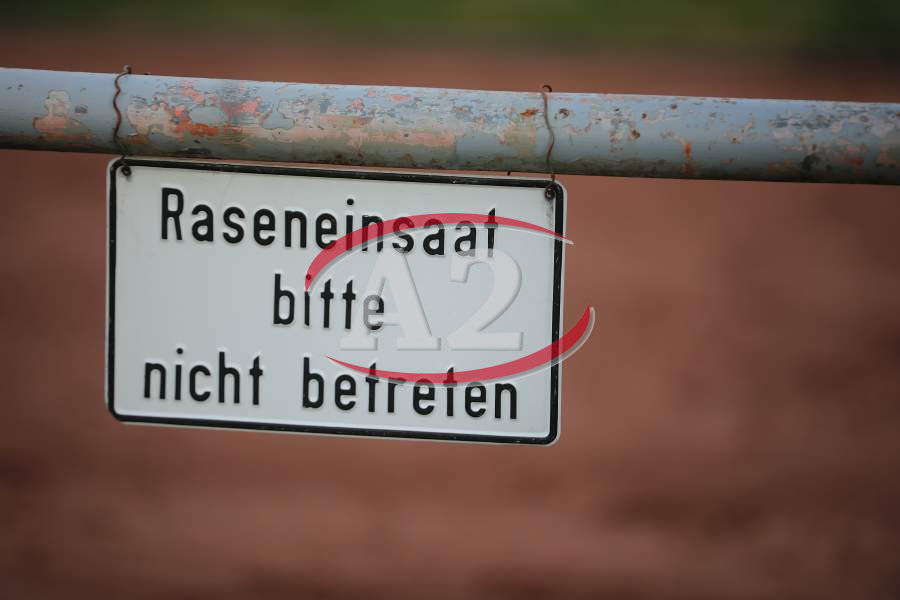 Raseneinsaat
bitte
nicht betreten
A2